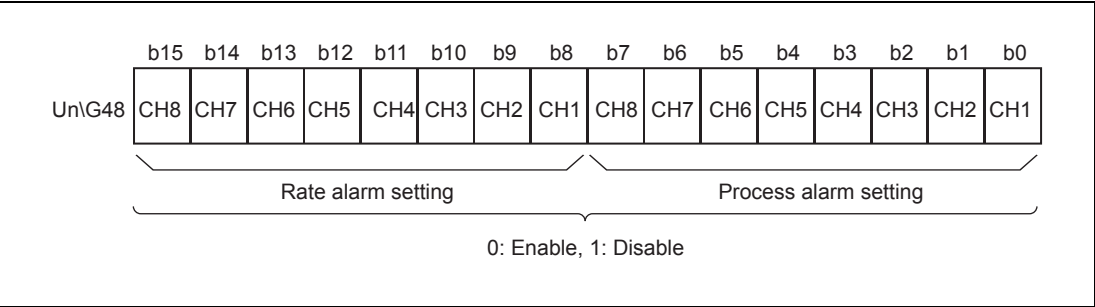 b15 b14 b13 b12 b11 b10 b9 b8 b7 b6 b5 b4 b3 b2 b1 b0
Un\G48 CH8 CH7 CH6 CH5 CH4 CH3 CH2 CH1 CH8 CH7 CH6 CH5 CH4 CH3 CH2 CH1
Rate alarm setting Process alarm setting
0: Enable, 1: Disable